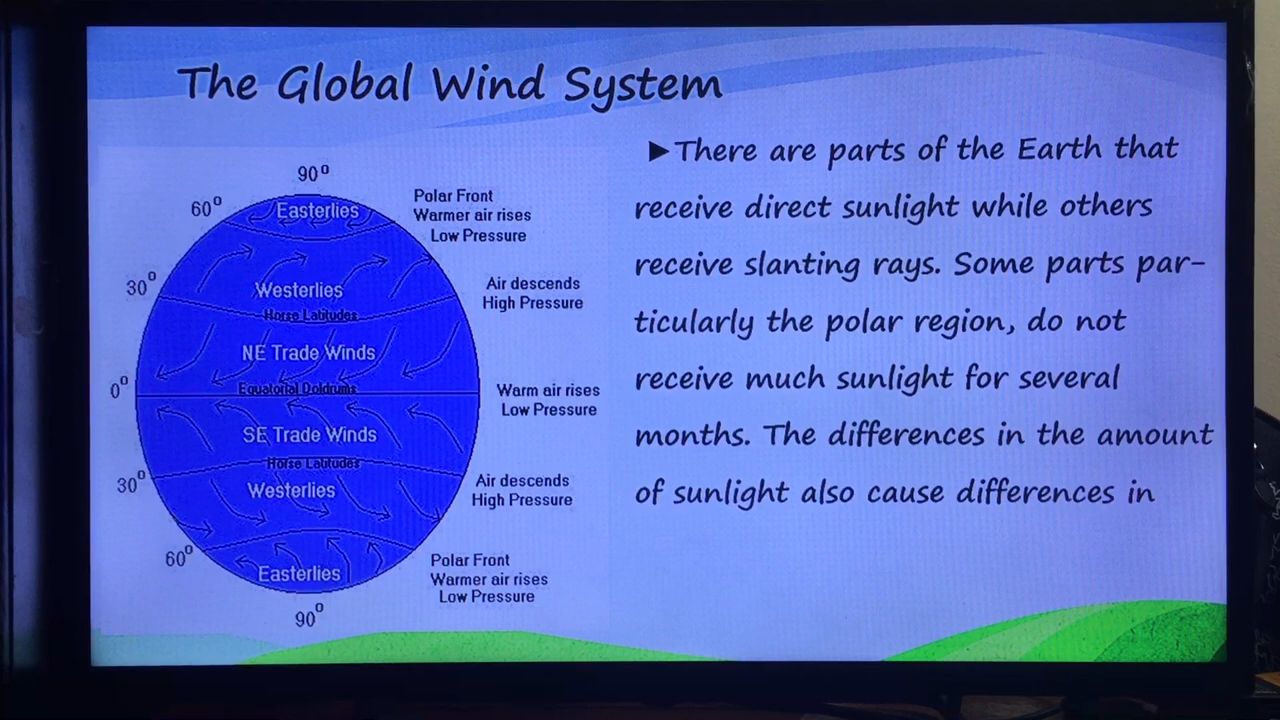 The Global Wind System
90°
60°
Easterlies
Polar Front
Warmer air rises
Low Pressure
30°
Westerlies
Horse Latitudes
Air descends
High Pressure
NE Trade Winds
0°
Equatorial Doldrums
Warm air rises
Low Pressure
SE Trade Winds
Horse Latitudes
30°
Westerlies
Air descends
High Pressure
60°
Easterlies
Polar Front
Warmer air rises
Low Pressure
90°
►There are parts of the Earth that
receive direct sunlight while others
receive slanting rays. Some parts par-
ticularly the polar region, do not
receive much sunlight for several
months. The differences in the amount
of sunlight also cause differences in